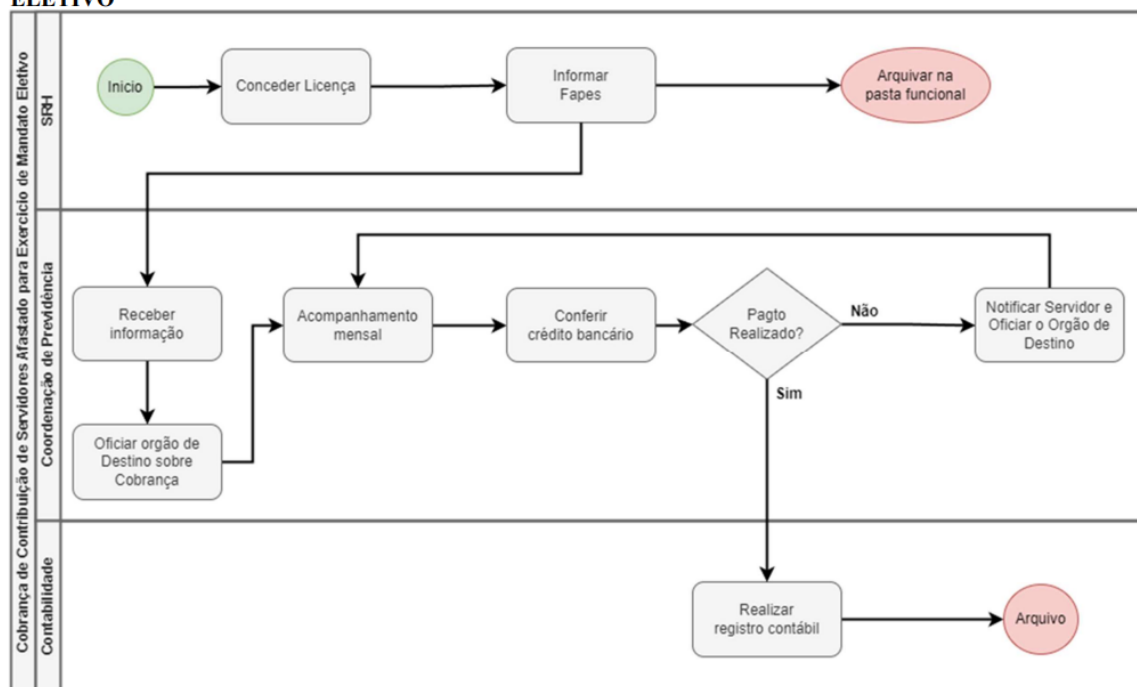 ELETIVO
Cobrança de Contribuição de Servidores Afastado para Exercicio de Mandato Eletivo
SRH
Inicio
Conceder Licença
Informar
Fapes
Arquivar na
pasta funcional
Coordenação de Previdência
Receber
informação
Oficiar orgão de
Destino sobre
Cobrança
Acompanhamento
mensal
Conferir
crédito bancário
Pagto
Realizado?
Não
Sim
Notificar Servidor e
Oficiar o Orgão de
Destino
Contabilidade
Realizar
registro contábil
Arquivo